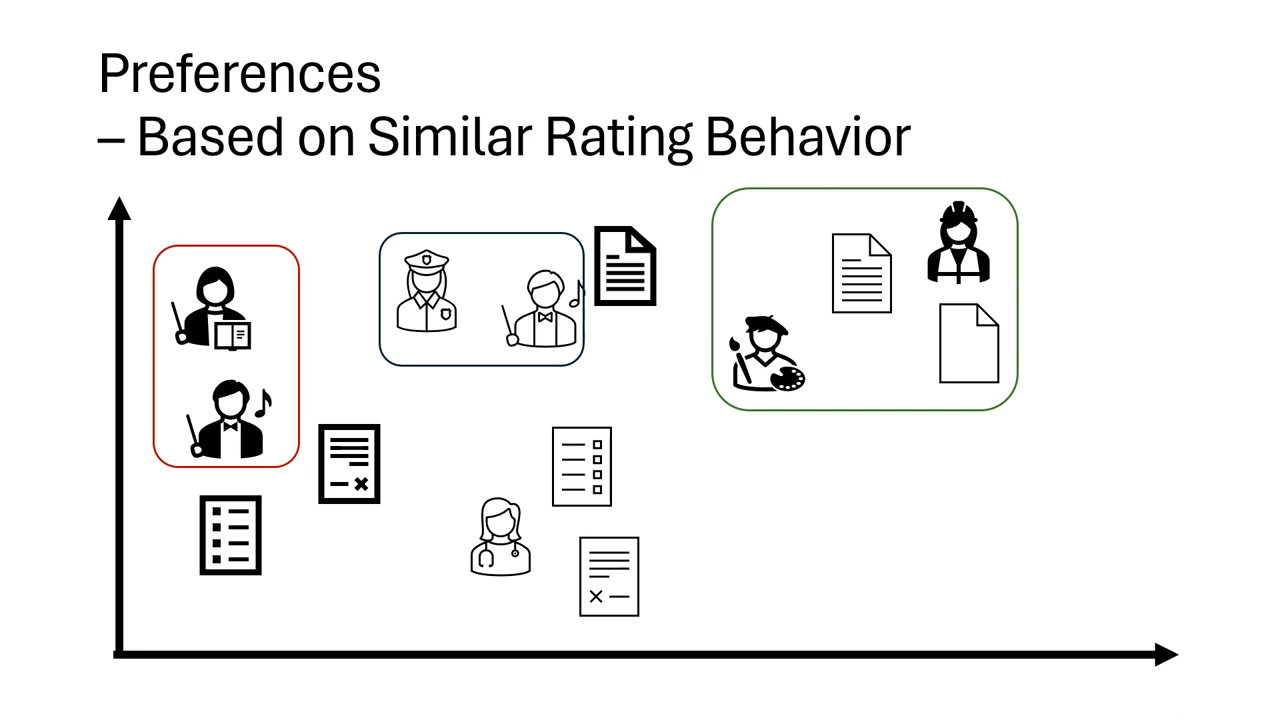 Preferences
– Based on Similar Rating Behavior